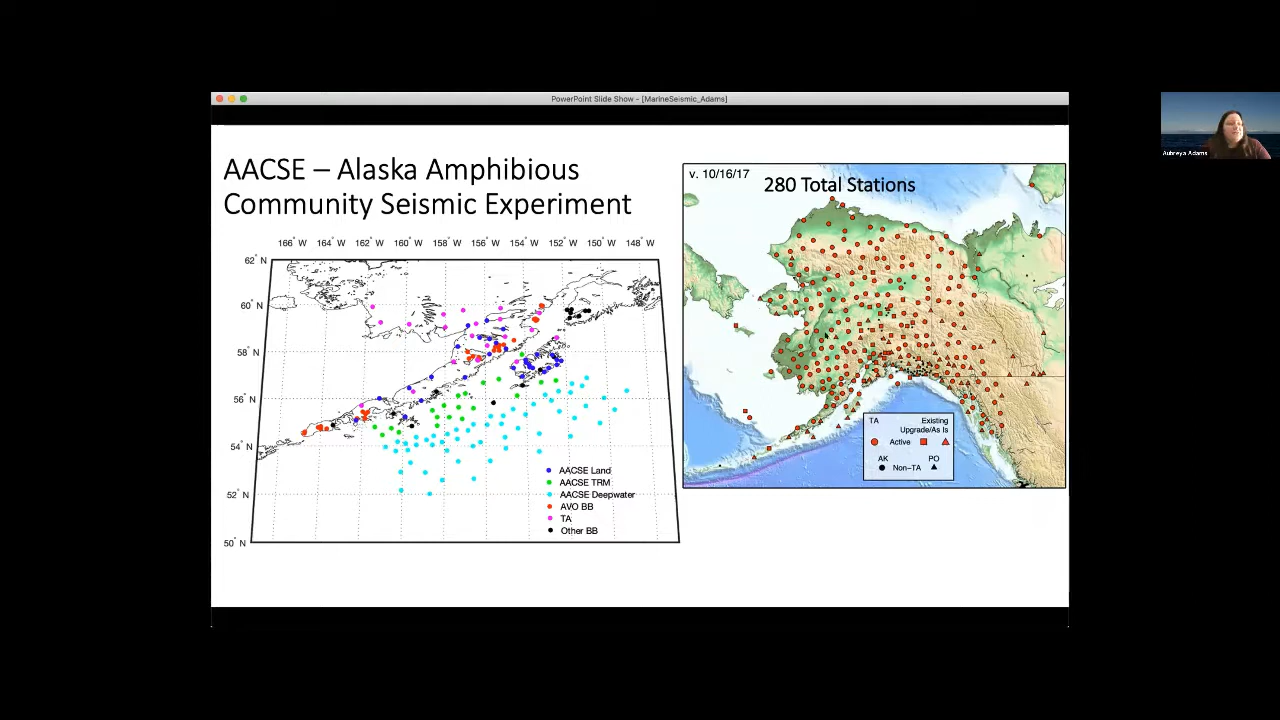 PowerPoint Slide Show - [MarineSeismic_Adams]
Aubreya Adams
AACSE – Alaska Amphibious
Community Seismic Experiment
166° W 164° W 162° W 160° W 158° W 156° W 154° W 152° W 150° W 148° W
62° N
60° N
58° N
56° N
54° N
52° N
50° N
AACSE Land
AACSE TRM
AACSE Deepwater
AVO BB
TA
Other BB
v. 10/16/17
280 Total Stations
TA Existing
Upgrade/As Is
Active
AK PO
Non-TA